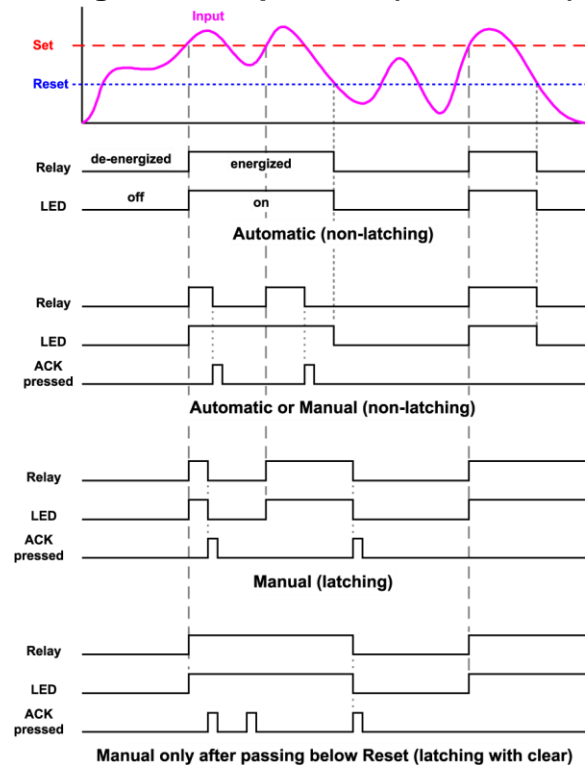 Input
Set
Reset
de-energized
energized
Relay
off
on
LED
Automatic (non-latching)
Relay
LED
ACK
pressed
Automatic or Manual (non-latching)
Relay
LED
ACK
pressed
Manual (latching)
Relay
LED
ACK
pressed
Manual only after passing below Reset (latching with clear)